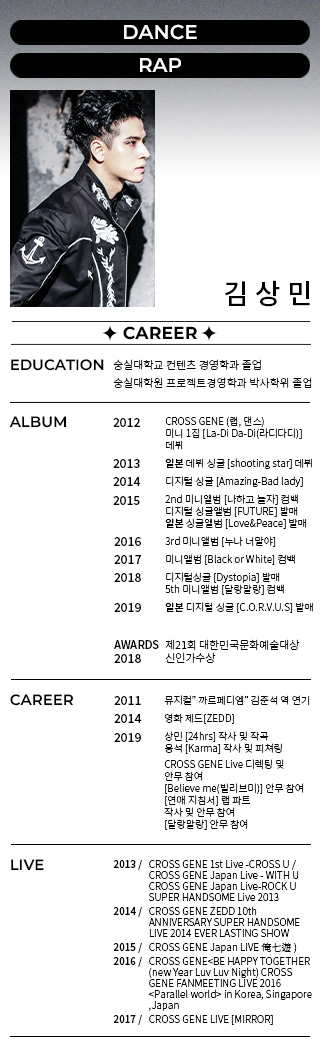 DANCE
RAP
김 상 민
✦ CAREER ✦
EDUCATION 숭실대학교 컨텐츠 경영학과 졸업
숭실대학원 프로젝트경영학과 박사학위 졸업
ALBUM 2012 CROSS GENE (랩, 댄스)
미니 1집 [La-Di Da-Di(라디다디)]
데뷔
2013 일본 데뷔 싱글 [shooting star] 데뷔
2014 디지털 싱글 [Amazing-Bad lady]
2015 2nd 미니앨범 [나하고 놀자] 컴백
디지털 싱글앨범 [FUTURE] 발매
일본 싱글앨범 [Love&Peace] 발매
2016 3rd 미니앨범 [누나 너말야]
2017 미니앨범 [Black or White] 컴백
2018 디지털싱글 [Dystopia] 발매
5th 미니앨범 [달랑말랑] 컴백
2019 일본 디지털 싱글 [C.O.R.V.U.S] 발매
AWARDS 제21회 대한민국문화예술대상
2018 신인가수상
CAREER 2011 뮤지컬" 까르페디엠" 김준석 역 연기
2014 영화 제드[ZEDD]
2019 상민 [24hrs] 작사 및 작곡
용석 [Karma] 작사 및 피쳐링
CROSS GENE Live 디렉팅 및
안무 참여
[Believe me(빌리브미)] 안무 참여
[연애 지침서] 랩 파트
작사 및 안무 참여
[달랑말랑] 안무 참여
LIVE 2013 / CROSS GENE 1st Live -CROSS U /
CROSS GENE Japan Live - WITH U
CROSS GENE Japan Live-ROCK U
SUPER HANDSOME Live 2013
2014 / CROSS GENE ZEDD 10th
ANNIVERSARY SUPER HANDSOME
LIVE 2014 EVER LASTING SHOW
2015 / CROSS GENE Japan LIVE 俺七遊 )
2016 / CROSS GENE<BE HAPPY TOGETHER
(new Year Luv Luv Night) CROSS
GENE FANMEETING LIVE 2016
<Parallel world> in Korea, Singapore
,Japan
2017 / CROSS GENE LIVE [MIRROR]